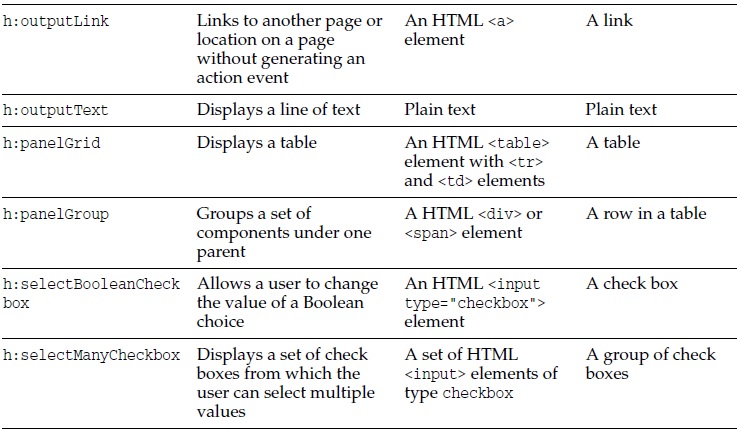 h:outputLink Links to another page or An HTML <a> A link
location on a page element
without generating an
action event
h:outputText Displays a line of text Plain text Plain text
h:panelGrid Displays a table An HTML <table> A table
element with <tr>
and <td> elements
h:panelGroup Groups a set of A HTML <div> or A row in a table
components under one <span> element
parent
h:selectBooleanCheck Allows a user to change An HTML <input A check box
box the value of a Boolean type="checkbox">
choice element
h:selectManyCheckbox Displays a set of check A set of HTML A group of check
boxes from which the <input> elements of boxes
user can select multiple type checkbox
values